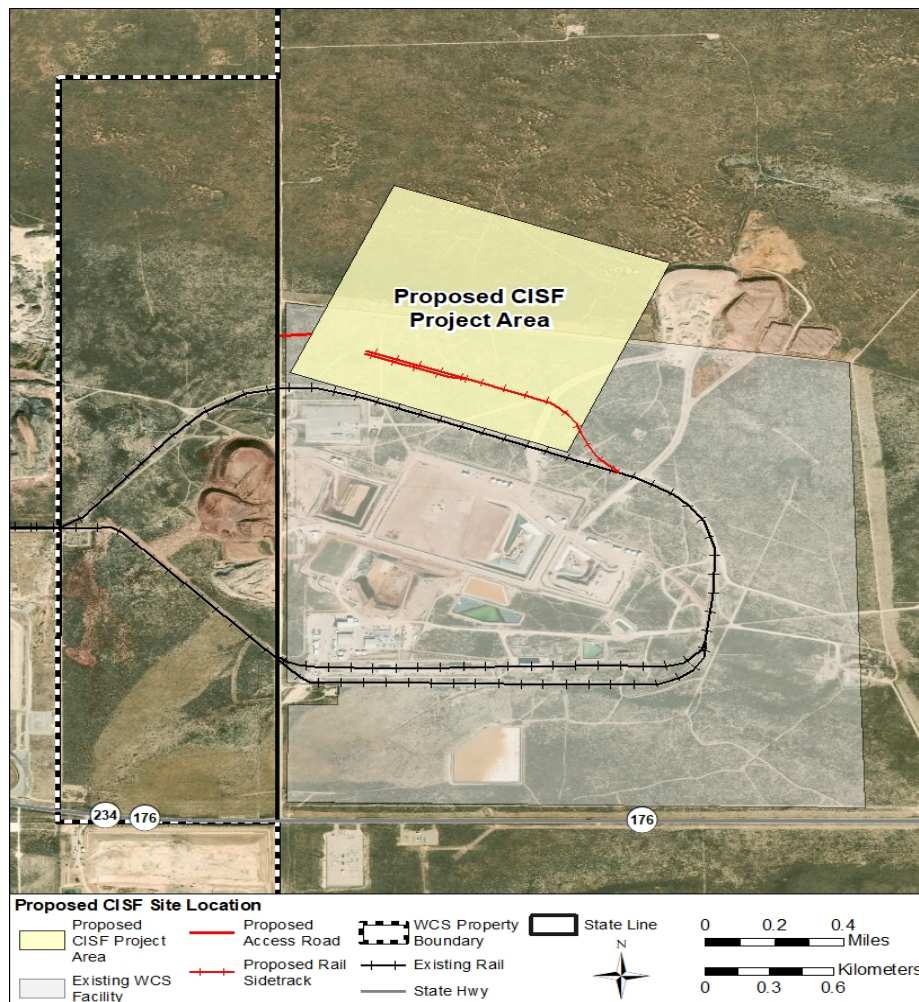 Proposed CISF
Project Area
234
176
176
Proposed CISF Site Location
Proposed
CISF Project
Area
Existing WCS
Facility
Proposed
Access Road
Proposed Rail
Sidetrack
WCS Property
Boundary
Existing Rail
State Hwy
State Line
N
0 0.2 0.4
Miles
Kilometers
0 0.3 0.6